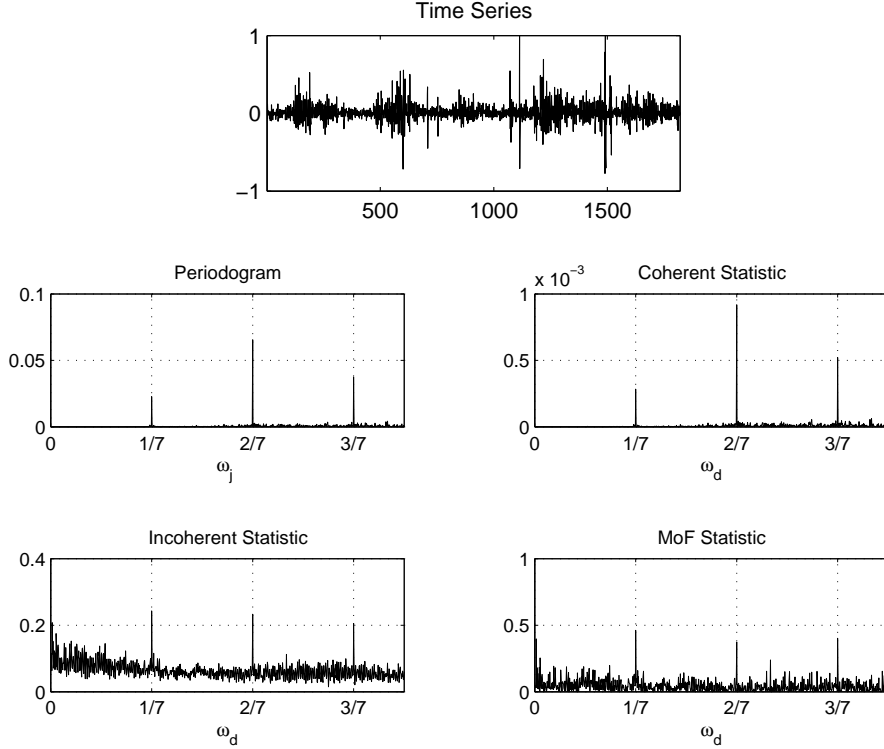 Time Series
1
0
−1
500 1000 1500
Periodogram
0.1
0.05
0
0 1/7 2/7 3/7
ω_j
Coherent Statistic
x 10^−3
1
0.5
0
0 1/7 2/7 3/7
ω_d
Incoherent Statistic
0.4
0.2
0
0 1/7 2/7 3/7
ω_d
MoF Statistic
1
0.5
0
0 1/7 2/7 3/7
ω_d